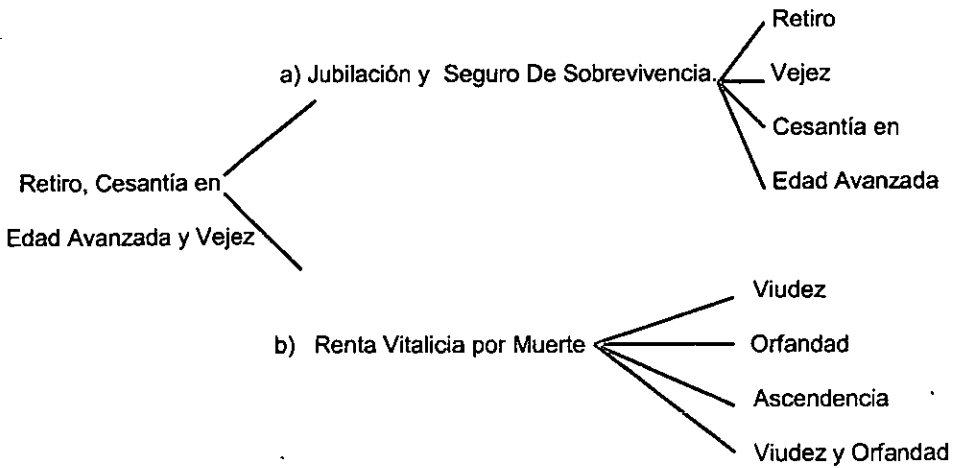 Retiro
a) Jubilación y Seguro De Sobrevivencia.
Vejez
Cesantía en
Retiro, Cesantía en
Edad Avanzada
Edad Avanzada y Vejez
Viudez
b) Renta Vitalicia por Muerte
Orfandad
Ascendencia
Viudez y Orfandad